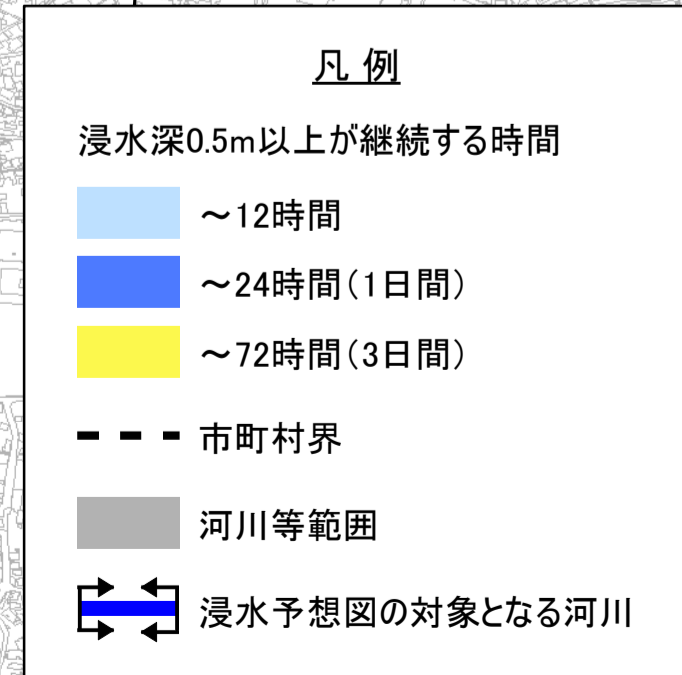 凡 例
浸水深0.5m以上が継続する時間
～12時間
～24時間（1日間）
～72時間（3日間）
市町村界
河川等範囲
浸水予想図の対象となる河川